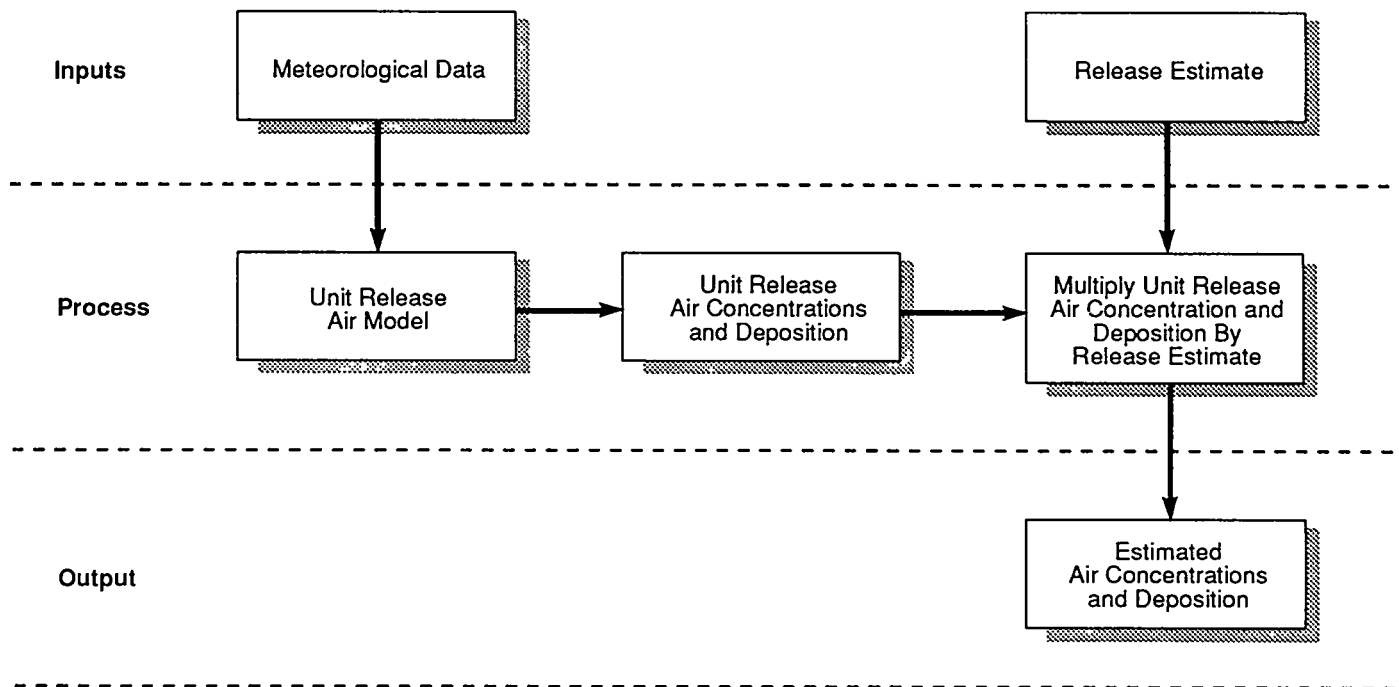 Inputs
Meteorological Data
Release Estimate
Process
Unit Release
Air Model
Unit Release
Air Concentrations
and Deposition
Multiply Unit Release
Air Concentration and
Deposition By
Release Estimate
Output
Estimated
Air Concentrations
and Deposition